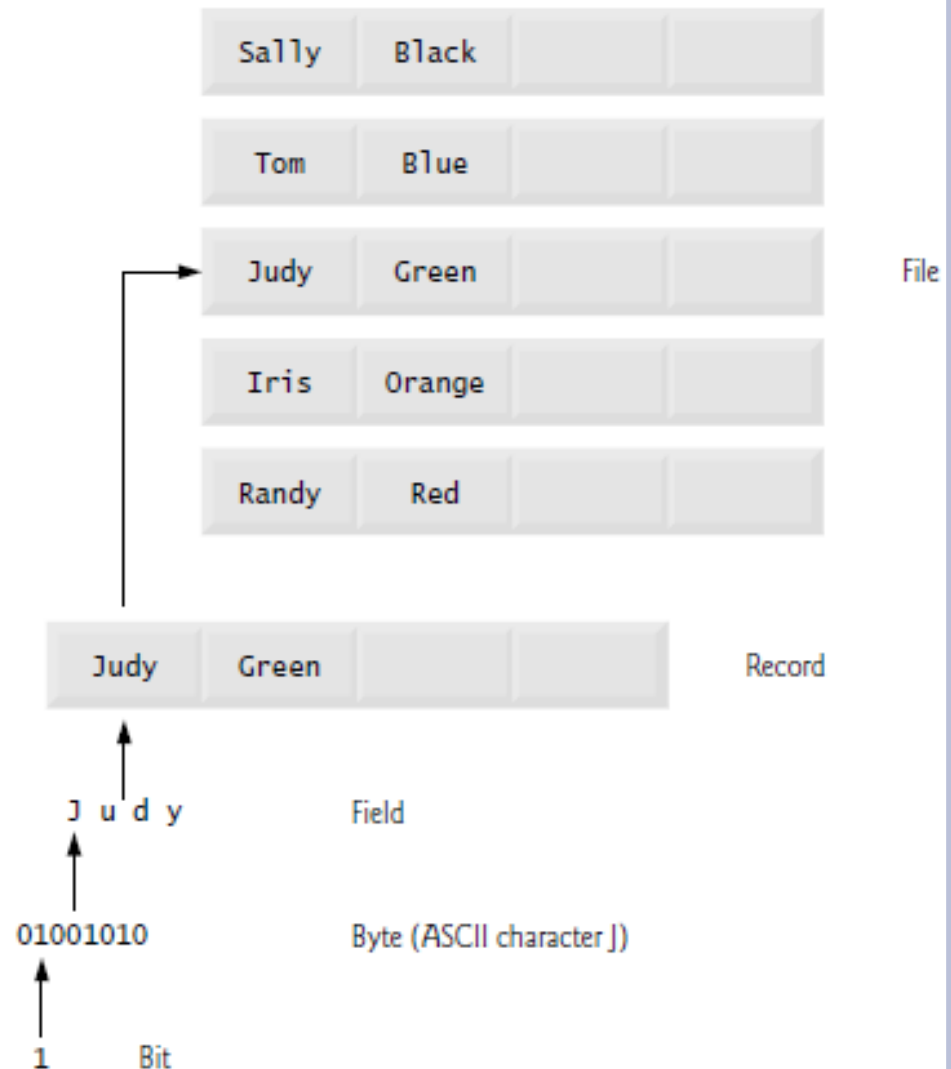 Sally Black
Tom Blue
Judy Green File
Iris Orange
Randy Red
Judy Green Record
J u d y Field
01001010 Byte (ASCII character J)
1 Bit